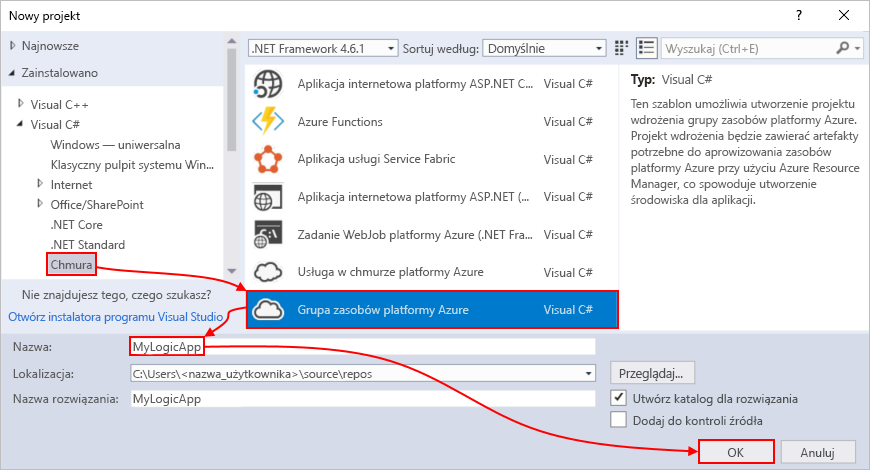 Nowy projekt
? ×
Najnowsze
Zainstalowano
Visual C++
Visual C#
Windows — uniwersalna
Klasyczny pulpit systemu Win...
Internet
Office/SharePoint
.NET Core
.NET Standard
Chmura
Nie znajdujesz tego, czego szukasz?
Otwórz instalatora programu Visual Studio
.NET Framework 4.6.1 Sortuj według: Domyślnie
Wyszukaj (Ctrl+E)
Aplikacja internetowa platformy ASP.NET C... Visual C#
Azure Functions Visual C#
Aplikacja usługi Service Fabric Visual C#
Aplikacja internetowa platformy ASP.NET (... Visual C#
Zadanie WebJob platformy Azure (.NET Fra... Visual C#
Usługa w chmurze platformy Azure Visual C#
Grupa zasobów platformy Azure Visual C#
Typ: Visual C#
Ten szablon umożliwia utworzenie projektu
wdrożenia grupy zasobów platformy Azure.
Projekt wdrożenia będzie zawierać artefakty
potrzebne do aprowizowania zasobów
platformy Azure przy użyciu Azure Resource
Manager, co spowoduje utworzenie
środowiska dla aplikacji.
Nazwa: MyLogicApp
Lokalizacja: C:\Users\<nazwa_użytkownika>\source\repos Przeglądaj...
Nazwa rozwiązania: MyLogicApp
Utwórz katalog dla rozwiązania
Dodaj do kontroli źródła
OK Anuluj